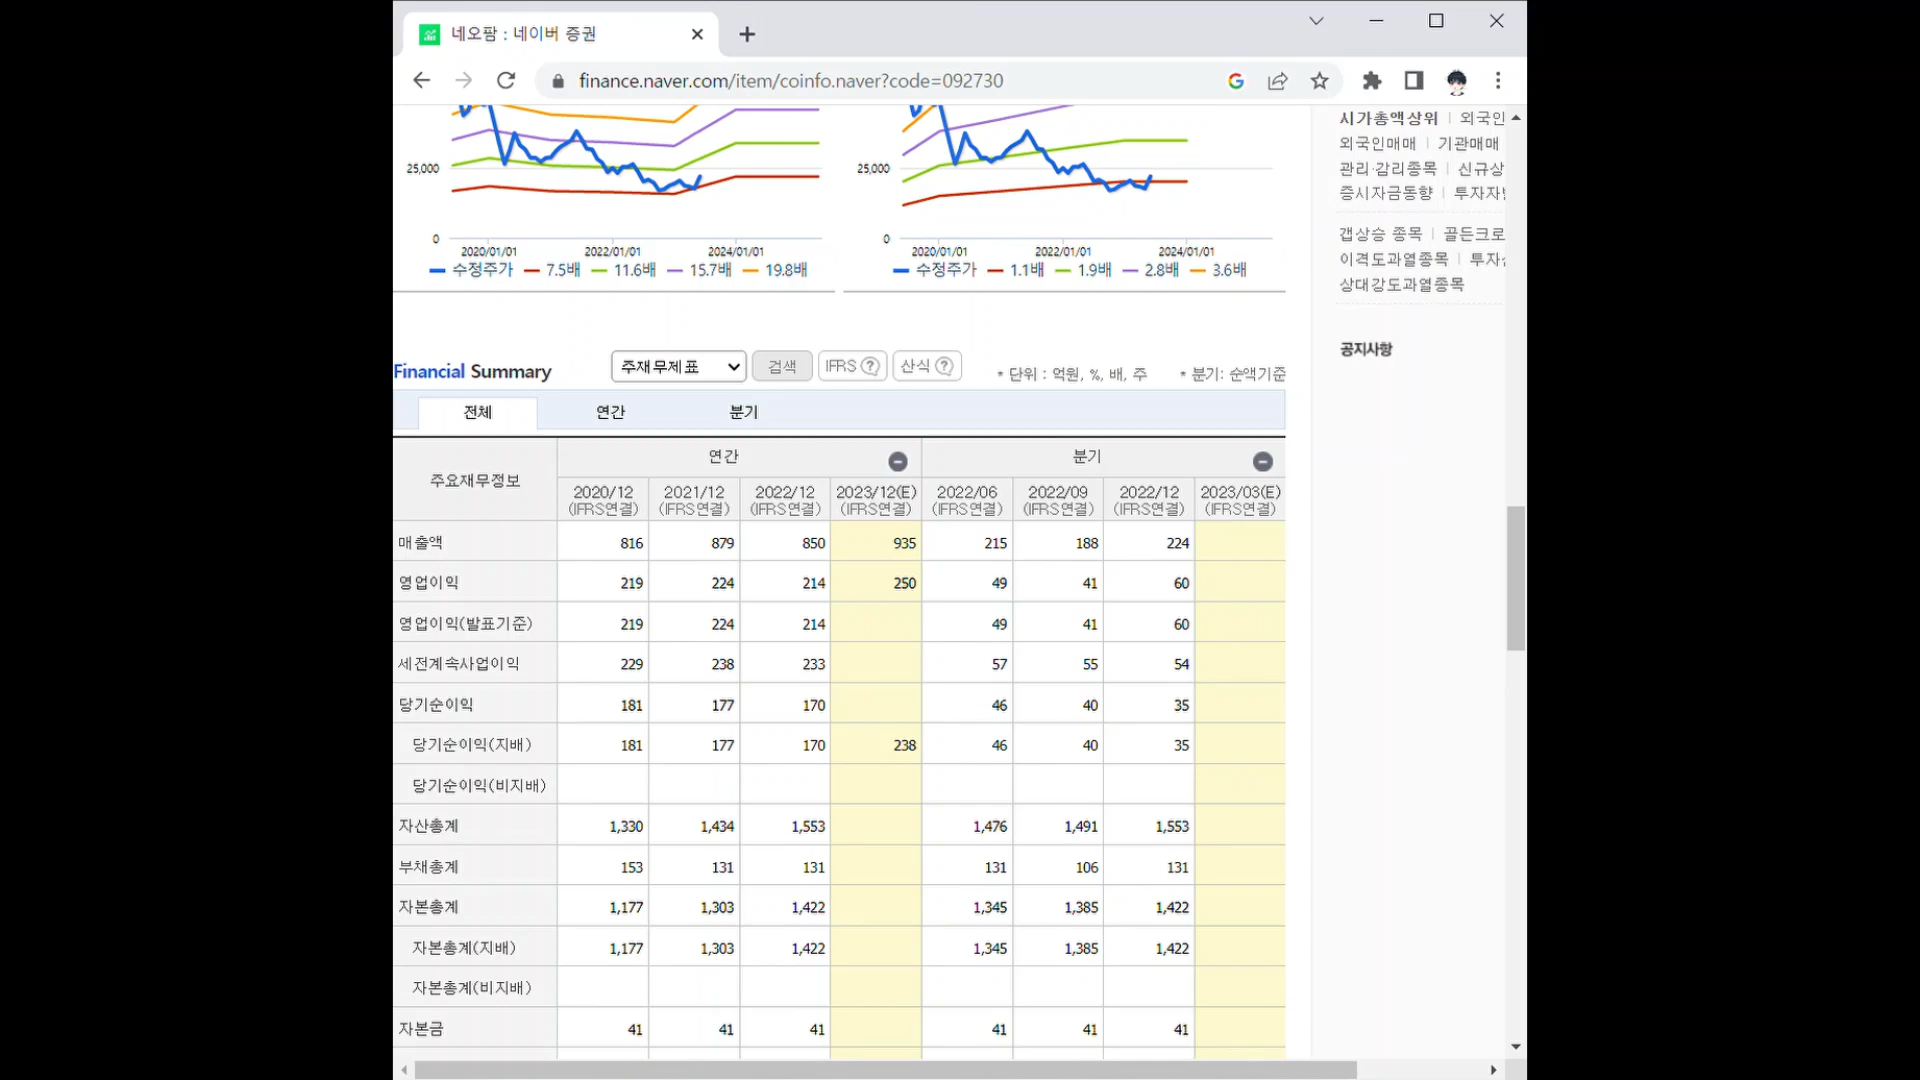 네오팜 : 네이버 증권
finance.naver.com/item/coinfo.naver?code=092730
시가총액상위 외국인
외국인매매 기관매매
관리·감리종목 신규상
증시자금동향 투자자별
갭상승 종목 골든크로
이격도과열종목
상대강도과열종목
공지사항
25,000
0
2020/01/01 2022/01/01 2024/01/01
수정주가 7.5배 11.6배 15.7배 19.8배
25,000
0
2020/01/01 2022/01/01 2024/01/01
수정주가 1.1배 1.9배 2.8배 3.6배
Financial Summary 주재무제표 검색 IFRS ? 산식 ? * 단위 : 억원, %, 배, 주 * 분기: 순액기준
전체 연간 분기
주요재무정보 연간 분기
2020/12 2021/12 2022/12 2023/12(E) 2022/06 2022/09 2022/12 2023/03(E)
(IFRS연결) (IFRS연결) (IFRS연결) (IFRS연결) (IFRS연결) (IFRS연결) (IFRS연결) (IFRS연결)
매출액 816 879 850 935 215 188 224
영업이익 219 224 214 250 49 41 60
영업이익(발표기준) 219 224 214 49 41 60
세전계속사업이익 229 238 233 57 55 54
당기순이익 181 177 170 46 40 35
당기순이익(지배) 181 177 170 238 46 40 35
당기순이익(비지배)
자산총계 1,330 1,434 1,553 1,476 1,491 1,553
부채총계 153 131 131 131 106 131
자본총계 1,177 1,303 1,422 1,345 1,385 1,422
자본총계(지배) 1,177 1,303 1,422 1,345 1,385 1,422
자본총계(비지배)
자본금 41 41 41 41 41 41